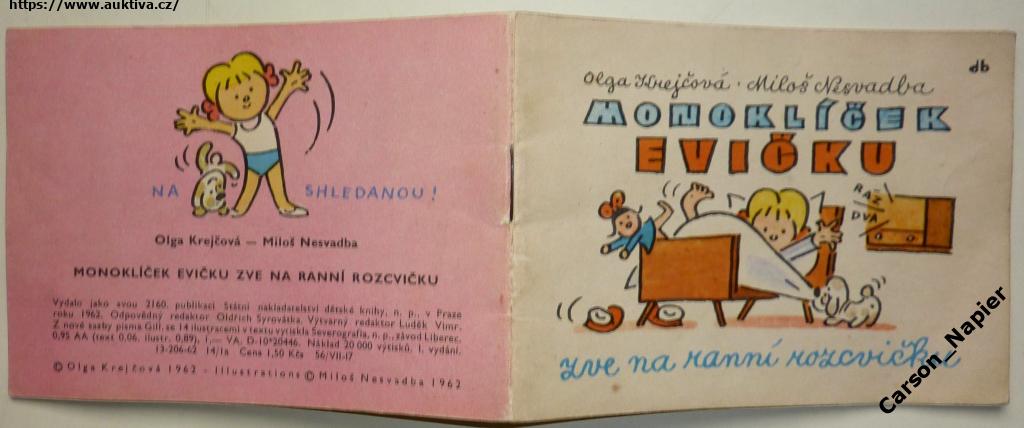 https://www.auktiva.cz/
NA SHLEDANOU!
Olga Krejčová — Miloš Nesvadba
MONOKLÍČEK EVIČKU ZVE NA RANNÍ ROZCVIČKU
Vydalo jako svou 2160. publikaci Státní nakladatelství dětské knihy, n. p., v Praze
roku 1962. Odpovědný redaktor Oldřich Syrovátka. Výtvarný redaktor Luděk Vimr.
Z nové sazby písma Gill, se 14 ilustracemi v textu vytiskla Severografia, n. p., závod Liberec.
0,95 AA (text 0,06, ilustr. 0,89), 1,— VA. D-10*20446. Náklad 20 000 výtisků. 1. vydání.
13-206-62 14/1a Cena 1,50 Kčs 56/VII-17
© Olga Krejčová 1962 - Illustrations © Miloš Nesvadba 1962
db
Olga Krejčová · Miloš Nesvadba
MONOKLÍČEK
EVIČKU
RAZ
DVA
zve na ranní rozcvičku
Carson_Napier